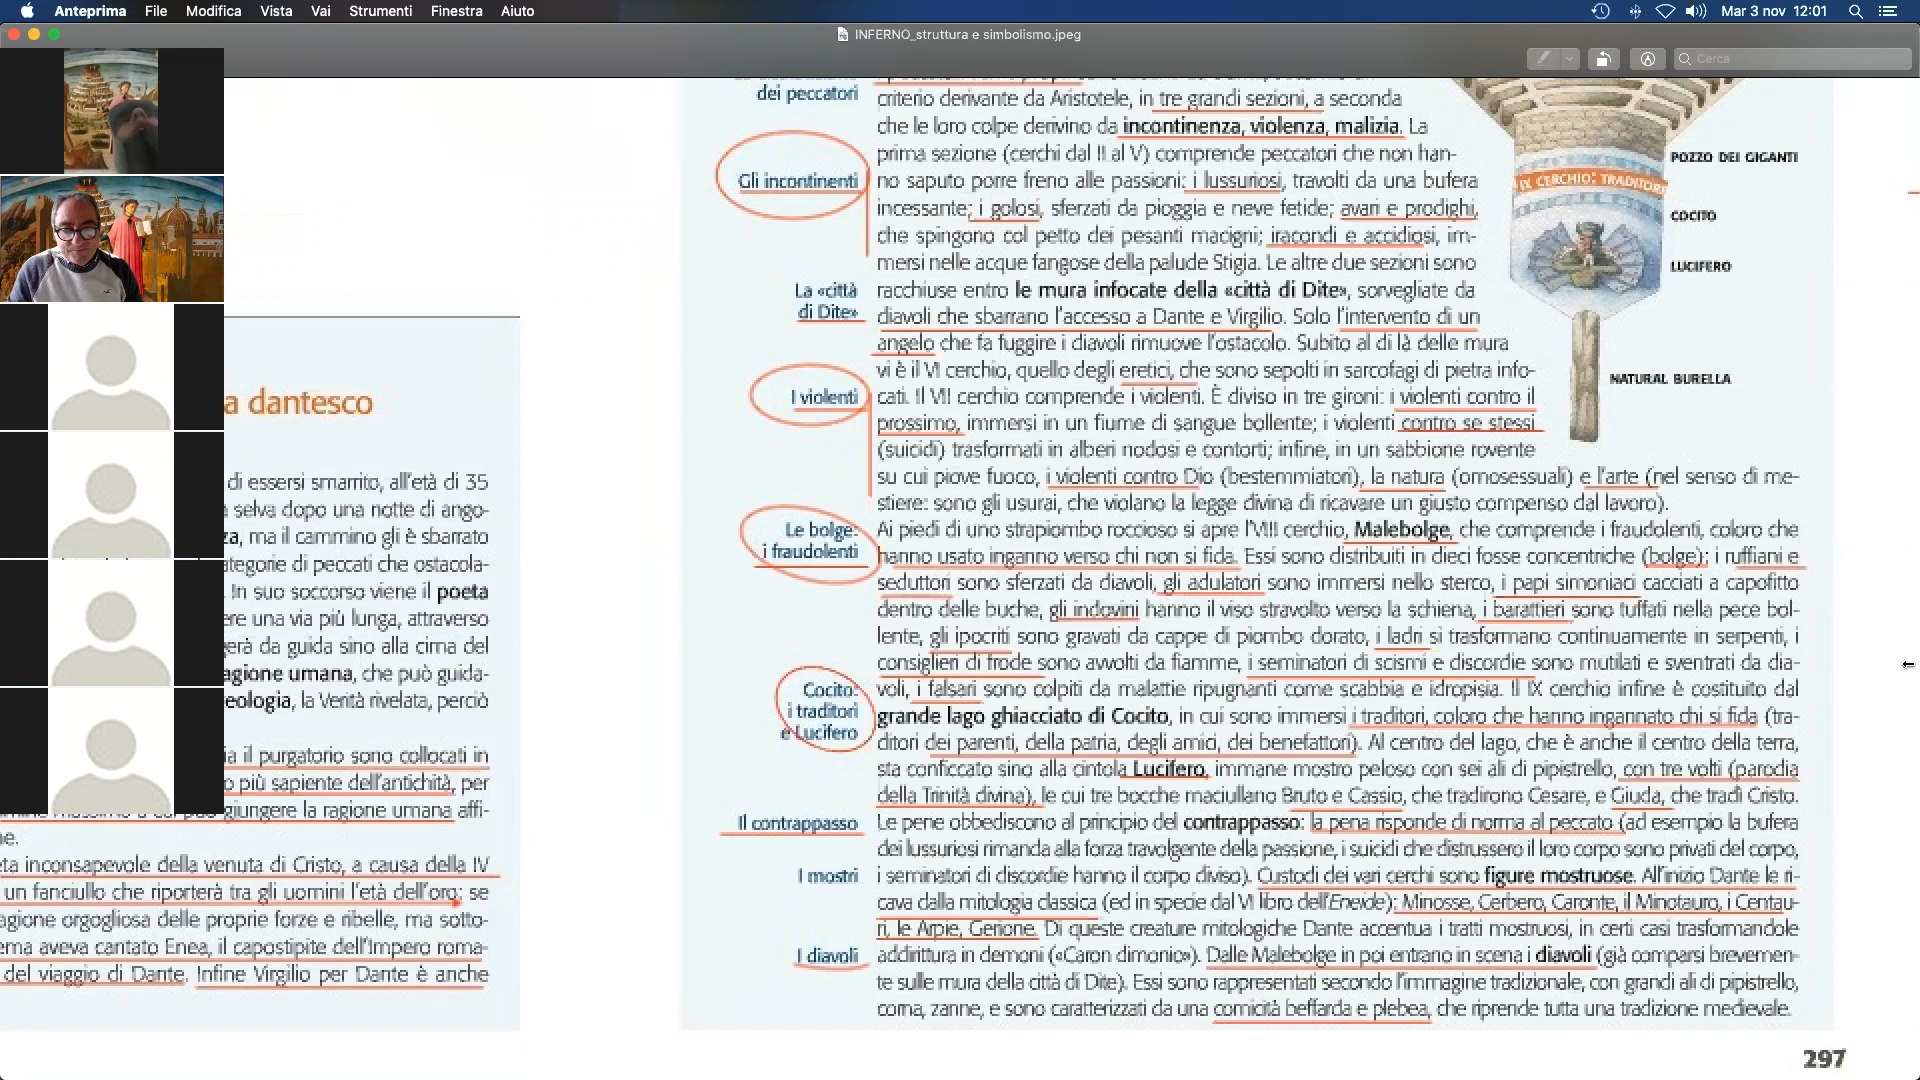 Anteprima File Modifica Vista Vai Strumenti Finestra Aiuto
Mar 3 nov 12:01
INFERNO_struttura e simbolismo.jpeg
Cerca
a dantesco
di essersi smarrito, all'età di 35
selva dopo una notte di ango-
za, ma il cammino gli è sbarrato
ategorie di peccati che ostacola-
. In suo soccorso viene il poeta
ere una via più lunga, attraverso
gerà da guida sino alla cima del
agione umana, che può guida-
eologia, la Verità rivelata, perciò
ia il purgatorio sono collocati in
o più sapiente dell'antichità, per
giungere la ragione umana affi-
ne.
eta inconsapevole della venuta di Cristo, a causa della IV
un fanciullo che riporterà tra gli uomini l'età dell'oro; se
agione orgogliosa delle proprie forze e ribelle, ma sotto-
ema aveva cantato Enea, il capostipite dell'Impero roma-
del viaggio di Dante. Infine Virgilio per Dante è anche
dei peccatori
Gli incontinenti
La «città
di Dite»
I violenti
Le bolge:
i fraudolenti
Cocito:
i traditori
e Lucifero
Il contrappasso
I mostri
I diavoli
criterio derivante da Aristotele, in tre grandi sezioni, a seconda
che le loro colpe derivino da incontinenza, violenza, malizia. La
prima sezione (cerchi dal II al V) comprende peccatori che non han-
no saputo porre freno alle passioni: i lussuriosi, travolti da una bufera
incessante; i golosi, sferzati da pioggia e neve fetide; avari e prodighi,
che spingono col petto dei pesanti macigni; iracondi e accidiosi, im-
mersi nelle acque fangose della palude Stigia. Le altre due sezioni sono
racchiuse entro le mura infocate della «città di Dite», sorvegliate da
diavoli che sbarrano l'accesso a Dante e Virgilio. Solo l'intervento di un
angelo che fa fuggire i diavoli rimuove l'ostacolo. Subito al di là delle mura
vi è il VI cerchio, quello degli eretici, che sono sepolti in sarcofagi di pietra info-
cati. Il VII cerchio comprende i violenti. È diviso in tre gironi: i violenti contro il
prossimo, immersi in un fiume di sangue bollente; i violenti contro se stessi
(suicidi) trasformati in alberi nodosi e contorti; infine, in un sabbione rovente
su cui piove fuoco, i violenti contro Dio (bestemmiatori), la natura (omosessuali) e l'arte (nel senso di me-
stiere: sono gli usurai, che violano la legge divina di ricavare un giusto compenso dal lavoro).
Ai piedi di uno strapiombo roccioso si apre l'VIII cerchio, Malebolge, che comprende i fraudolenti, coloro che
hanno usato inganno verso chi non si fida. Essi sono distribuiti in dieci fosse concentriche (bolge): i ruffiani e
seduttori sono sferzati da diavoli, gli adulatori sono immersi nello sterco, i papi simoniaci cacciati a capofitto
dentro delle buche, gli indovini hanno il viso stravolto verso la schiena, i barattieri sono tuffati nella pece bol-
lente, gli ipocriti sono gravati da cappe di piombo dorato, i ladri si trasformano continuamente in serpenti, i
consiglieri di frode sono avvolti da fiamme, i seminatori di scismi e discordie sono mutilati e sventrati da dia-
voli, i falsari sono colpiti da malattie ripugnanti come scabbia e idropisia. Il IX cerchio infine è costituito dal
grande lago ghiacciato di Cocito, in cui sono immersi i traditori, coloro che hanno ingannato chi si fida (tra-
ditori dei parenti, della patria, degli amici, dei benefattori). Al centro del lago, che è anche il centro della terra,
sta conficcato sino alla cintola Lucifero, immane mostro peloso con sei ali di pipistrello, con tre volti (parodia
della Trinità divina), le cui tre bocche maciullano Bruto e Cassio, che tradirono Cesare, e Giuda, che tradì Cristo.
Le pene obbediscono al principio del contrappasso: la pena risponde di norma al peccato (ad esempio la bufera
dei lussuriosi rimanda alla forza travolgente della passione, i suicidi che distrussero il loro corpo sono privati del corpo,
i seminatori di discordie hanno il corpo diviso). Custodi dei vari cerchi sono figure mostruose. All'inizio Dante le ri-
cava dalla mitologia classica (ed in specie dal VI libro dell'Eneide): Minosse, Cerbero, Caronte, il Minotauro, i Centau-
ri, le Arpie, Gerione. Di queste creature mitologiche Dante accentua i tratti mostruosi, in certi casi trasformandole
addirittura in demoni («Caron dimonio»). Dalle Malebolge in poi entrano in scena i diavoli (già comparsi brevemen-
te sulle mura della città di Dite). Essi sono rappresentati secondo l'immagine tradizionale, con grandi ali di pipistrello,
corna, zanne, e sono caratterizzati da una comicità beffarda e plebea, che riprende tutta una tradizione medievale.
POZZO DEI GIGANTI
IX CERCHIO: TRADITORI
COCITO
LUCIFERO
NATURAL BURELLA
297